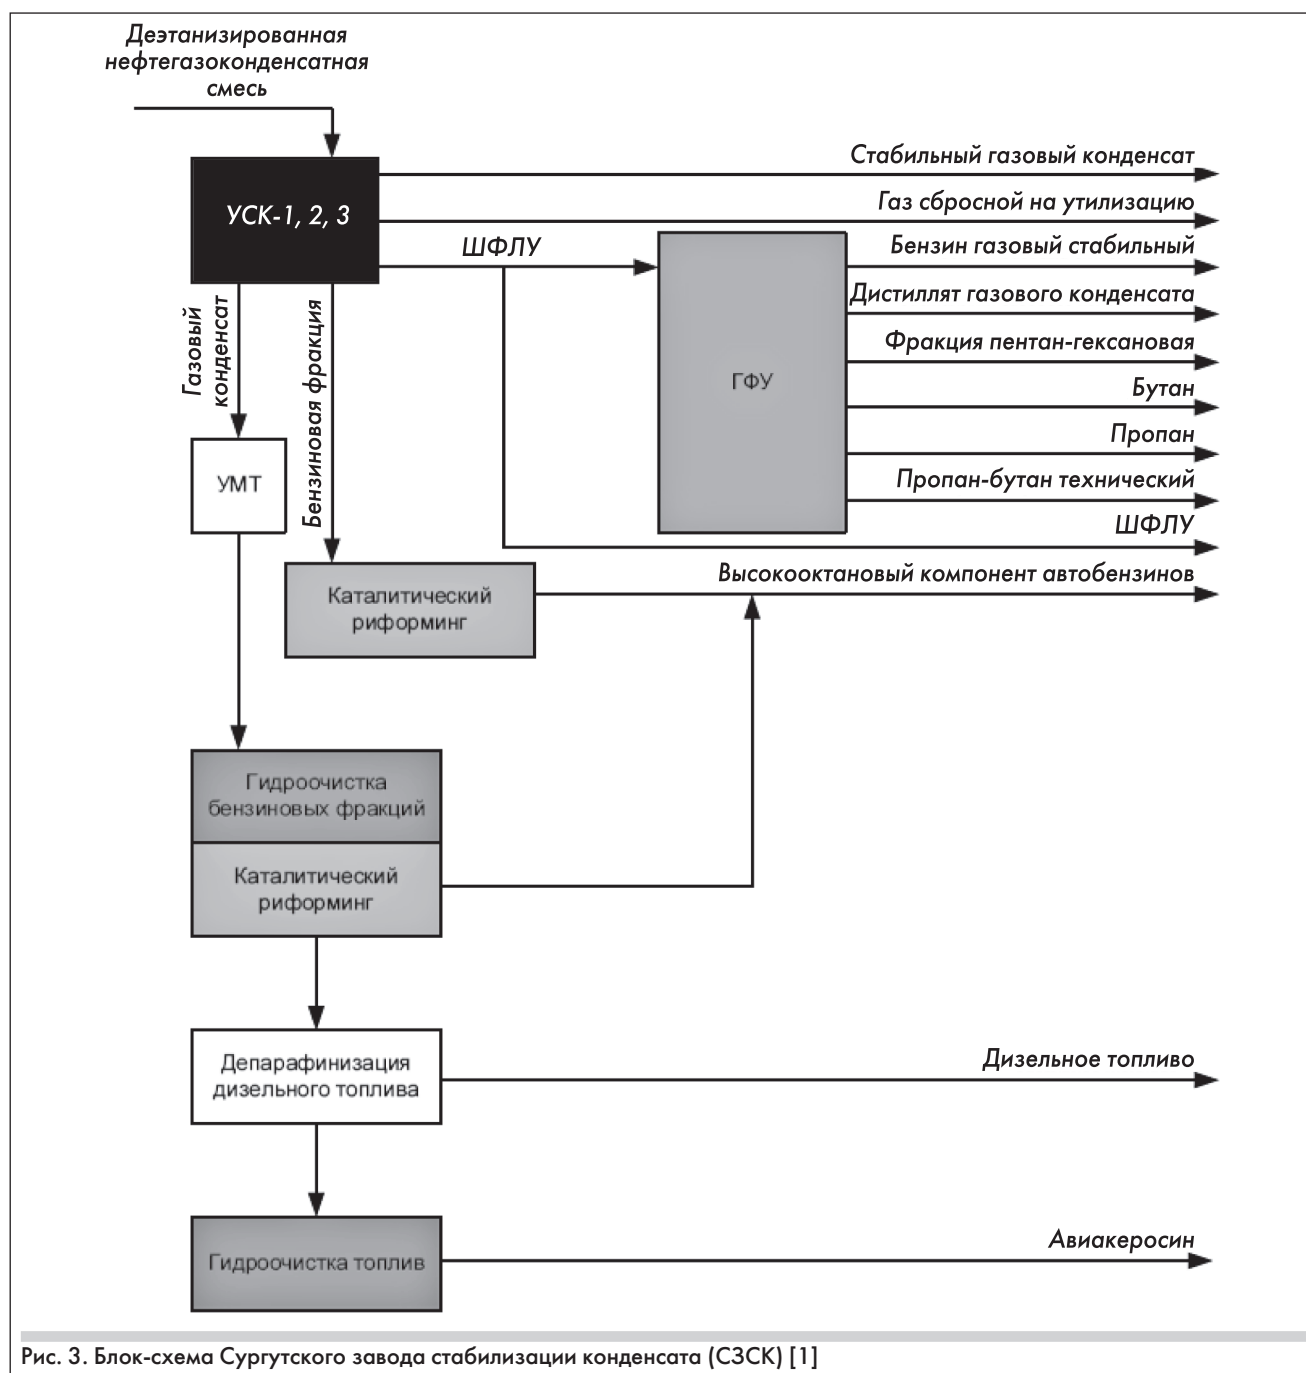 Деэтанизированная
нефтегазоконденсатная
смесь
Стабильный газовый конденсат
УСК-1, 2, 3
Газ сбросной на утилизацию
ШФЛУ
Бензин газовый стабильный
Дистиллят газового конденсата
Фракция пентан-гексановая
ГФУ
Бутан
Пропан
Пропан-бутан технический
ШФЛУ
Газовый
конденсат
Бензиновая фракция
УМТ
Высокооктановый компонент автобензинов
Каталитический
риформинг
Гидроочистка
бензиновых фракций
Каталитический
риформинг
Депарафинизация
дизельного топлива
Дизельное топливо
Гидроочистка топлив
Авиакеросин
Рис. 3. Блок-схема Сургутского завода стабилизации конденсата (СЗСК) [1]